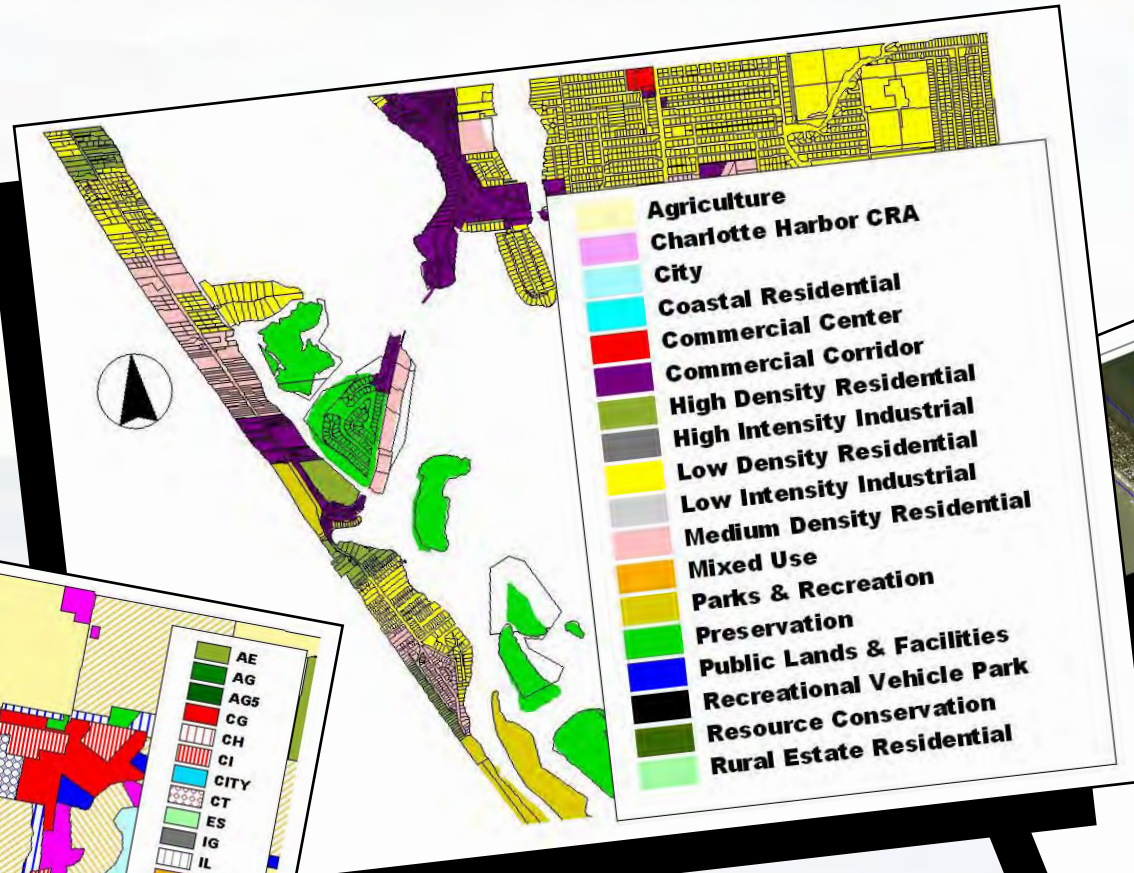 Agriculture
Charlotte Harbor CRA
City
Coastal Residential
Commercial Center
Commercial Corridor
High Density Residential
High Intensity Industrial
Low Density Residential
Low Intensity Industrial
Medium Density Residential
Mixed Use
Parks & Recreation
Preservation
Public Lands & Facilities
Recreational Vehicle Park
Resource Conservation
Rural Estate Residential
AE
AG
AG5
CG
CH
CI
CITY
CT
ES
IG
IL